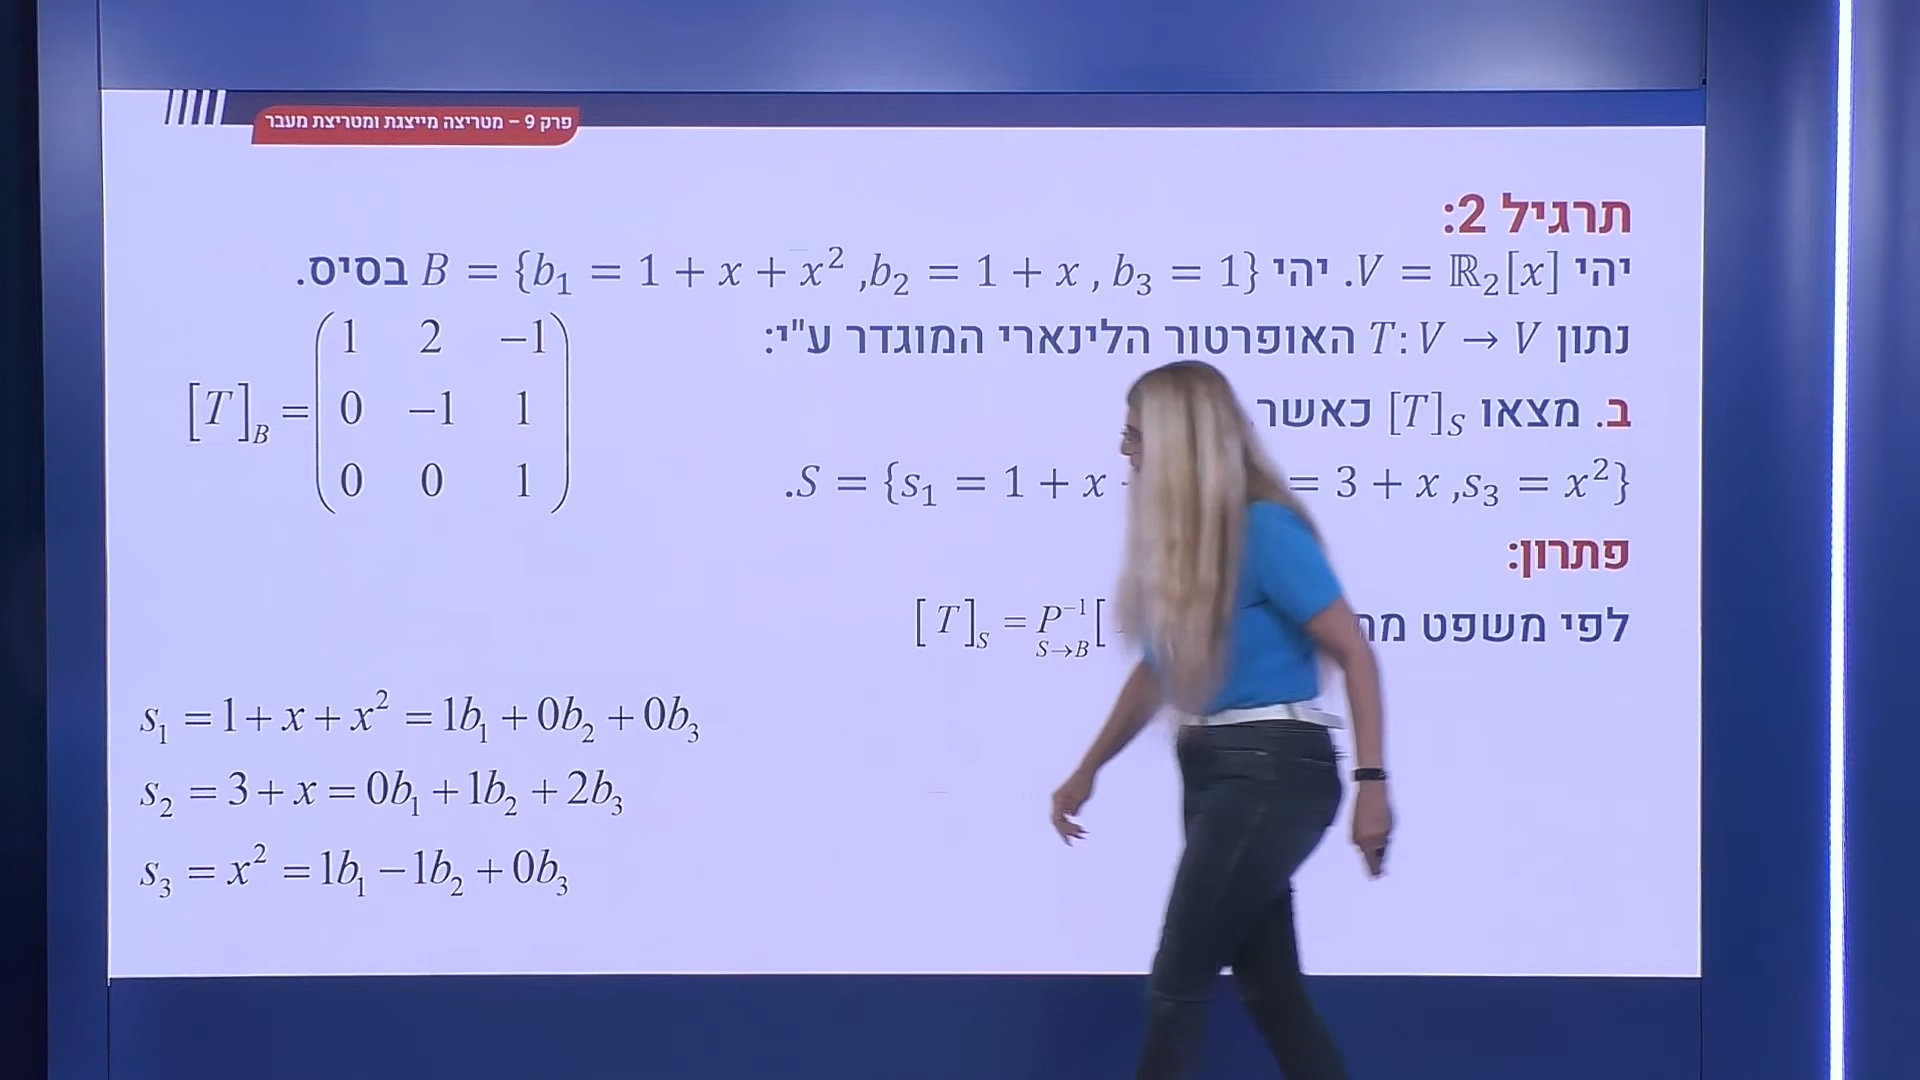 פרק 9 – מטריצה מייצגת ומטריצת מעבר
תרגיל 2:
יהי V = ℝ₂[x]. יהי B = {b₁ = 1 + x + x², b₂ = 1 + x, b₃ = 1} בסיס.
נתון T: V → V האופרטור הלינארי המוגדר ע"י:
[T]_B = (1 2 −1
0 −1 1
0 0 1)
ב. מצאו [T]_S כאשר
S = {s₁ = 1 + x = 3 + x, s₃ = x²}.
פתרון:
לפי משפט [T]_S = P⁻¹_{S→B} [
s₁ = 1 + x + x² = 1b₁ + 0b₂ + 0b₃
s₂ = 3 + x = 0b₁ + 1b₂ + 2b₃
s₃ = x² = 1b₁ − 1b₂ + 0b₃